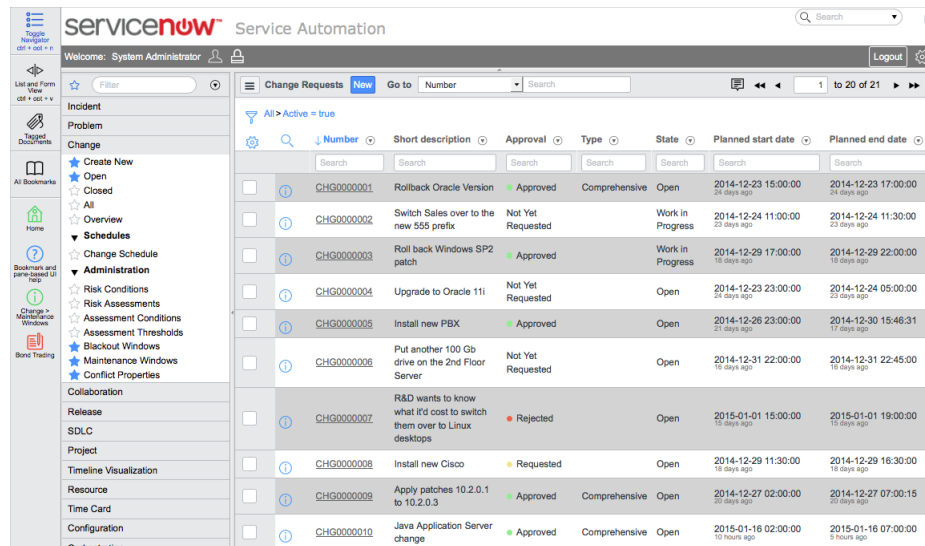 Toggle
Navigator
ctrl + opt + n
List and Form
View
ctrl + opt + v
Tagged
Documents
All Bookmarks
Home
Bookmark and
pane-based UI
help
Change >
Maintenance
Windows
Bond Trading
servicenow™ Service Automation
Search
Welcome: System Administrator
Logout
Filter
Incident
Problem
Change
Create New
Open
Closed
All
Overview
Schedules
Change Schedule
Administration
Risk Conditions
Risk Assessments
Assessment Conditions
Assessment Thresholds
Blackout Windows
Maintenance Windows
Conflict Properties
Collaboration
Release
SDLC
Project
Timeline Visualization
Resource
Time Card
Configuration
Change Requests New Go to Number Search 1 to 20 of 21
All > Active = true
Number Short description Approval Type State Planned start date Planned end date
Search Search Search Search Search Search Search
CHG0000001 Rollback Oracle Version Approved Comprehensive Open 2014-12-23 15:00:00 2014-12-23 17:00:00
24 days ago 24 days ago
CHG0000002 Switch Sales over to the new 555 prefix Not Yet Requested Work in Progress 2014-12-24 11:00:00 2014-12-24 11:30:00
23 days ago 23 days ago
CHG0000003 Roll back Windows SP2 patch Approved Work in Progress 2014-12-29 17:00:00 2014-12-29 22:00:00
18 days ago 18 days ago
CHG0000004 Upgrade to Oracle 11i Not Yet Requested Open 2014-12-23 23:00:00 2014-12-24 05:00:00
24 days ago 23 days ago
CHG0000005 Install new PBX Approved Open 2014-12-26 23:00:00 2014-12-30 15:46:31
21 days ago 17 days ago
CHG0000006 Put another 100 Gb drive on the 2nd Floor Server Not Yet Requested Open 2014-12-31 22:00:00 2014-12-31 22:45:00
16 days ago 16 days ago
CHG0000007 R&D wants to know what it'd cost to switch them over to Linux desktops Rejected Open 2015-01-01 15:00:00 2015-01-01 19:00:00
15 days ago 15 days ago
CHG0000008 Install new Cisco Requested Open 2014-12-29 11:30:00 2014-12-29 16:30:00
18 days ago 18 days ago
CHG0000009 Apply patches 10.2.0.1 to 10.2.0.3 Approved Comprehensive Open 2014-12-27 02:00:00 2014-12-27 07:00:15
20 days ago 20 days ago
CHG0000010 Java Application Server change Approved Comprehensive Open 2015-01-16 02:00:00 2015-01-16 07:00:00
10 hours ago 5 hours ago